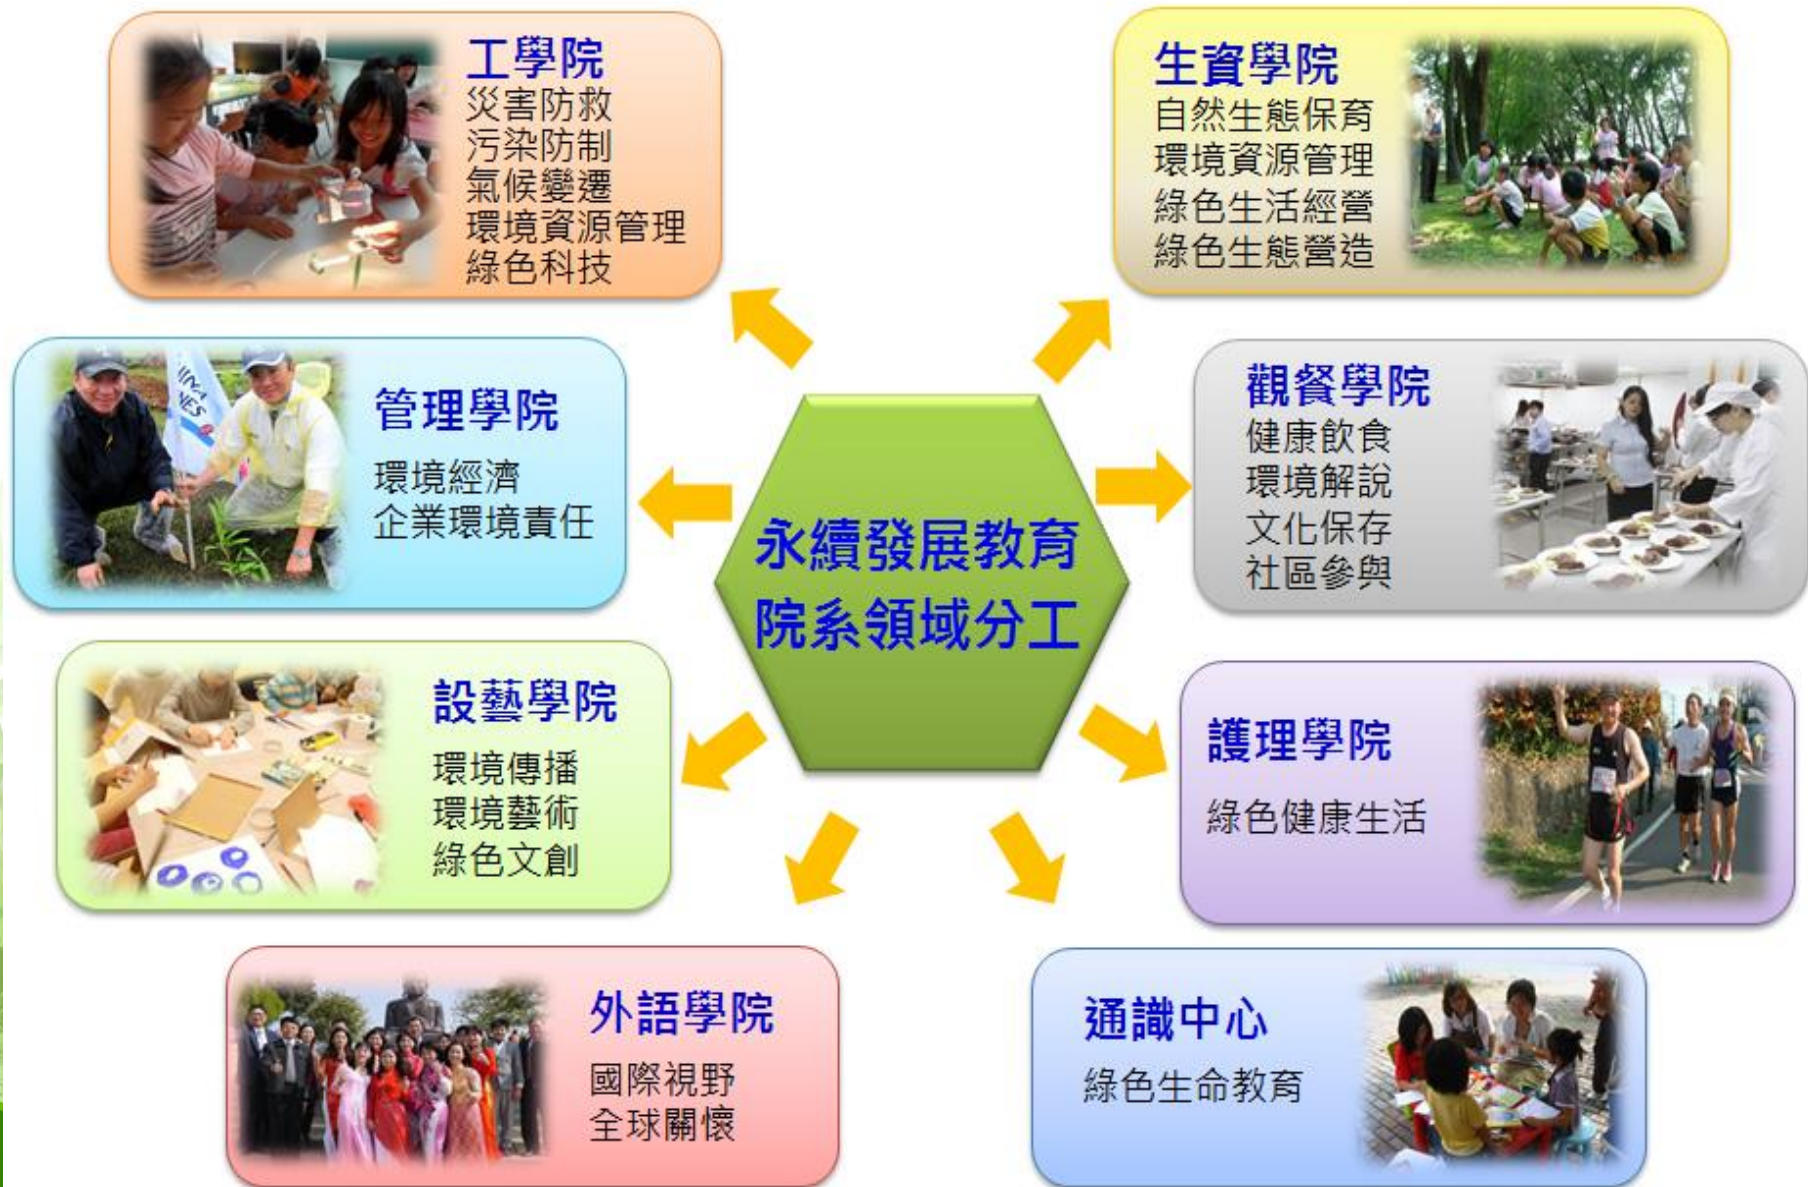 工學院
災害防救
污染防制
氣候變遷
環境資源管理
綠色科技
生資學院
自然生態保育
環境資源管理
綠色生活經營
綠色生態營造
管理學院
環境經濟
企業環境責任
觀餐學院
健康飲食
環境解說
文化保存
社區參與
永續發展教育
院系領域分工
設藝學院
環境傳播
環境藝術
綠色文創
護理學院
綠色健康生活
外語學院
國際視野
全球關懷
通識中心
綠色生命教育